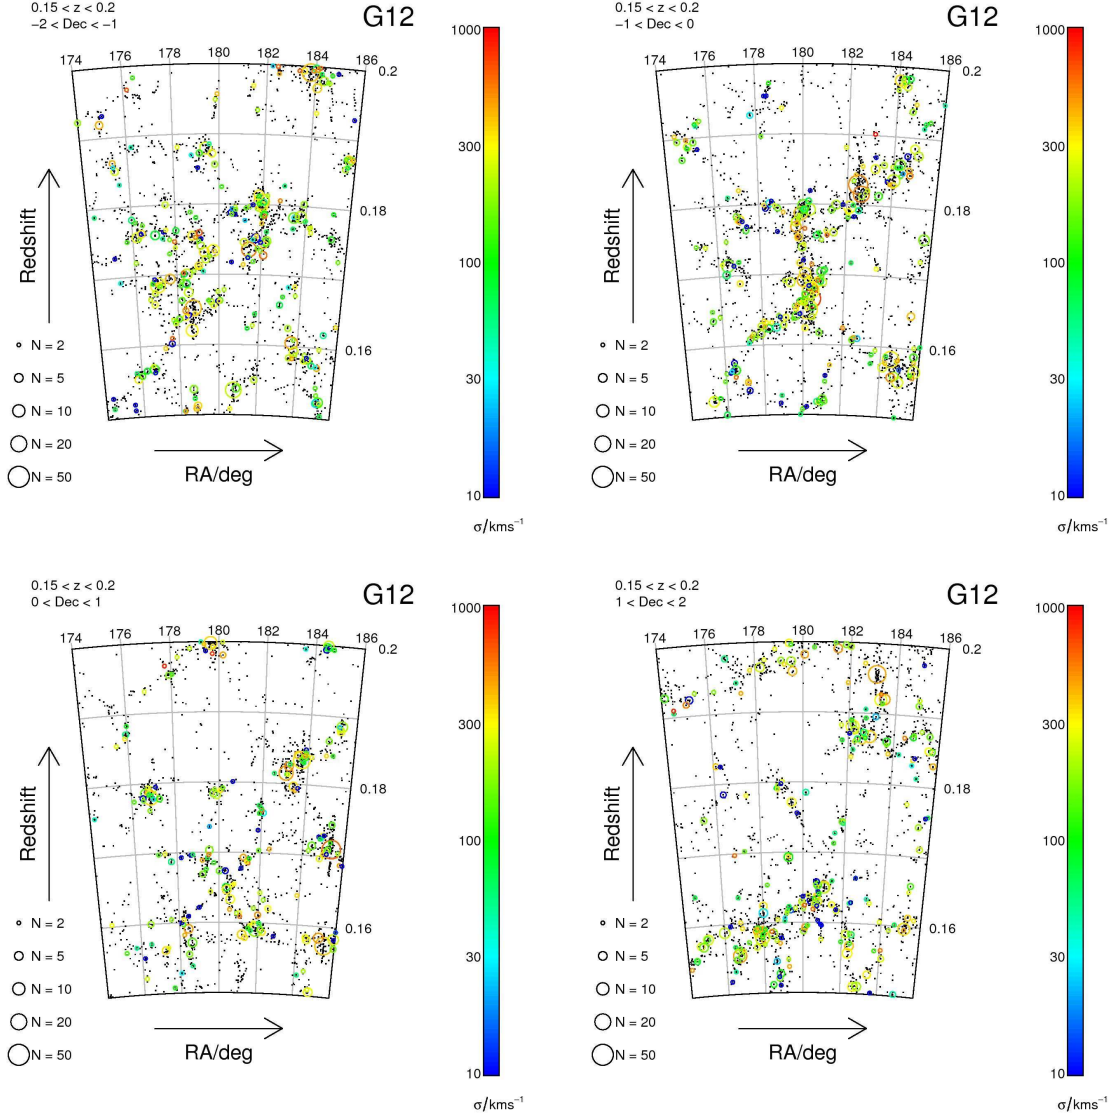 0.15 < z < 0.2
−2 < Dec < −1
G12
174 176 178 180 182 184 186
0.2
0.18
0.16
Redshift
RA/deg
N = 2
N = 5
N = 10
N = 20
N = 50
1000
300
100
30
10
σ/kms⁻¹
0.15 < z < 0.2
−1 < Dec < 0
G12
174 176 178 180 182 184 186
0.2
0.18
0.16
Redshift
RA/deg
N = 2
N = 5
N = 10
N = 20
N = 50
1000
300
100
30
10
σ/kms⁻¹
0.15 < z < 0.2
0 < Dec < 1
G12
174 176 178 180 182 184 186
0.2
0.18
0.16
Redshift
RA/deg
N = 2
N = 5
N = 10
N = 20
N = 50
1000
300
100
30
10
σ/kms⁻¹
0.15 < z < 0.2
1 < Dec < 2
G12
174 176 178 180 182 184 186
0.2
0.18
0.16
Redshift
RA/deg
N = 2
N = 5
N = 10
N = 20
N = 50
1000
300
100
30
10
σ/kms⁻¹